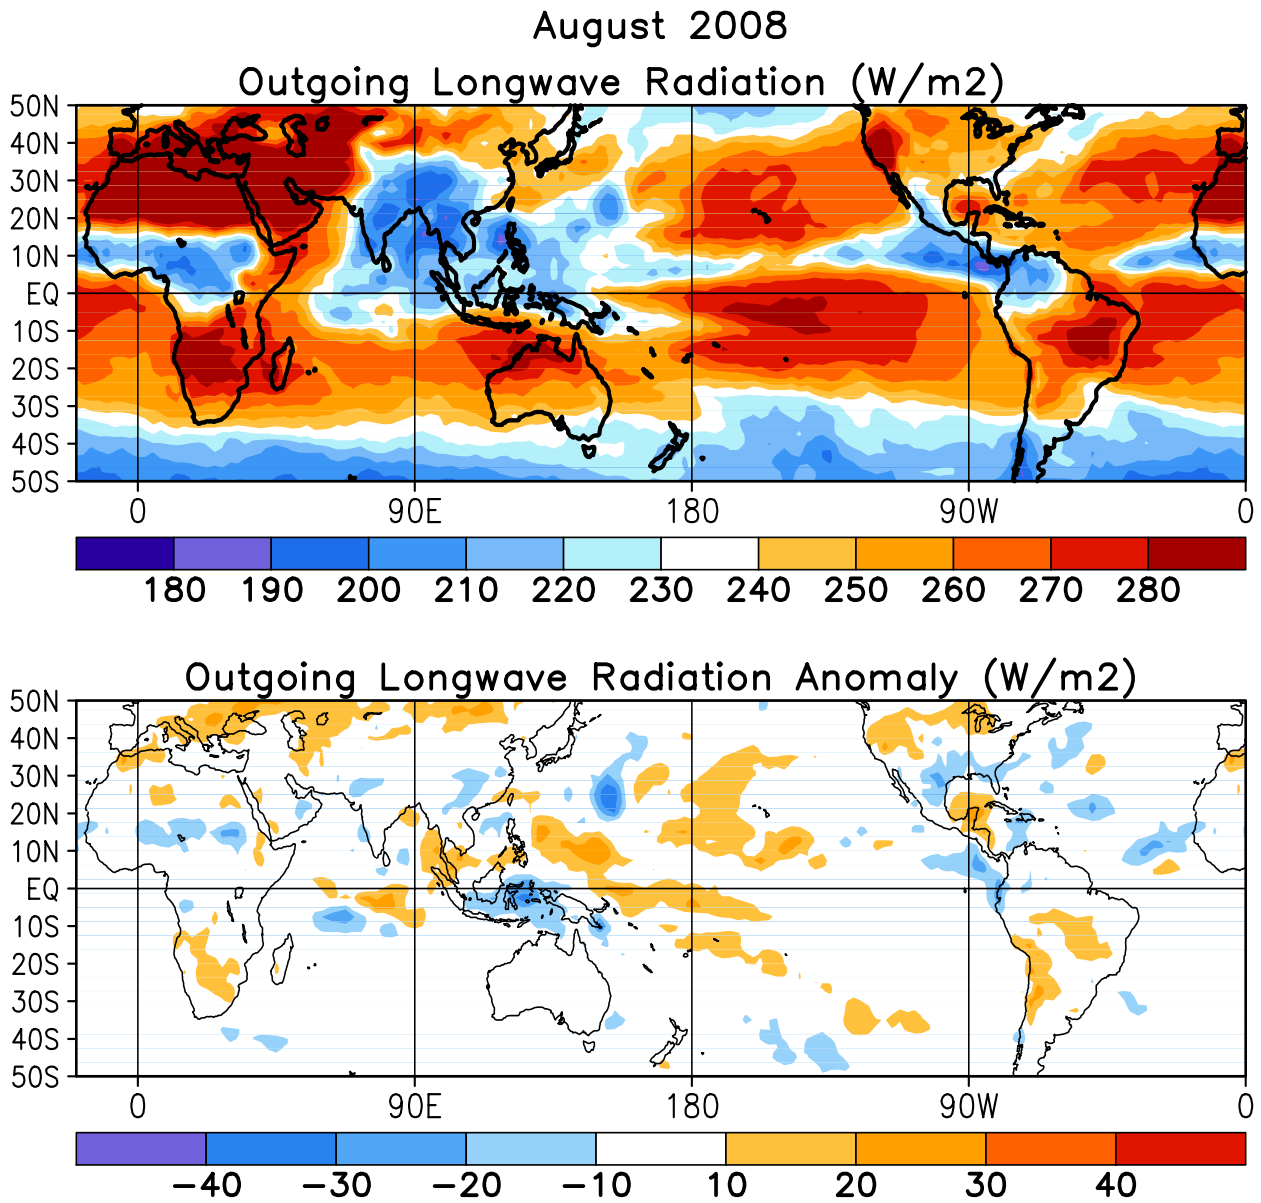 August 2008
Outgoing Longwave Radiation (W/m2)
50N
40N
30N
20N
10N
EQ
10S
20S
30S
40S
50S
0 90E 180 90W 0
180 190 200 210 220 230 240 250 260 270 280
Outgoing Longwave Radiation Anomaly (W/m2)
50N
40N
30N
20N
10N
EQ
10S
20S
30S
40S
50S
0 90E 180 90W 0
−40 −30 −20 −10 10 20 30 40